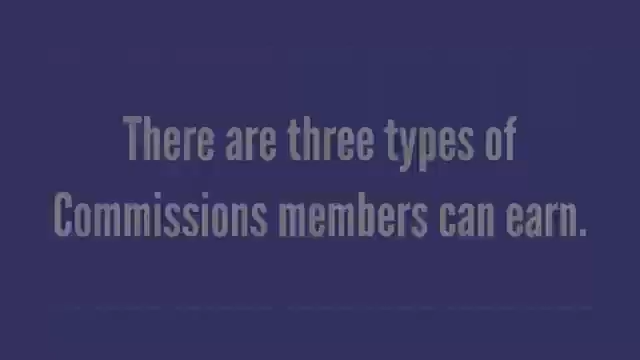 There are three types of
Commissions members can earn.